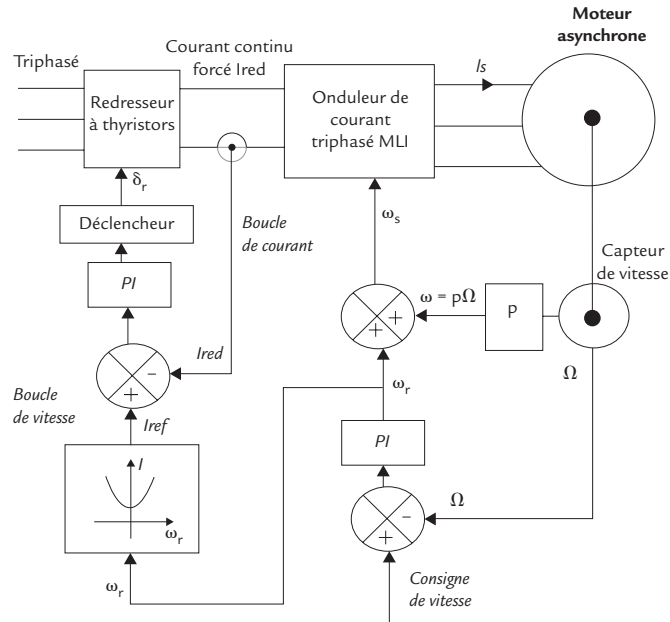 Moteur
asynchrone
Triphasé
Courant continu
forcé Ired
Is
Redresseur
à thyristors
Onduleur de
courant
triphasé MLI
δr
Déclencheur
Boucle
de courant
ωs
Capteur
de vitesse
PI
ω = pΩ
P
+
+
Ω
-
+
Ired
Boucle
de vitesse
Iref
ωr
PI
I
ωr
-
+
Ω
ωr
Consigne
de vitesse